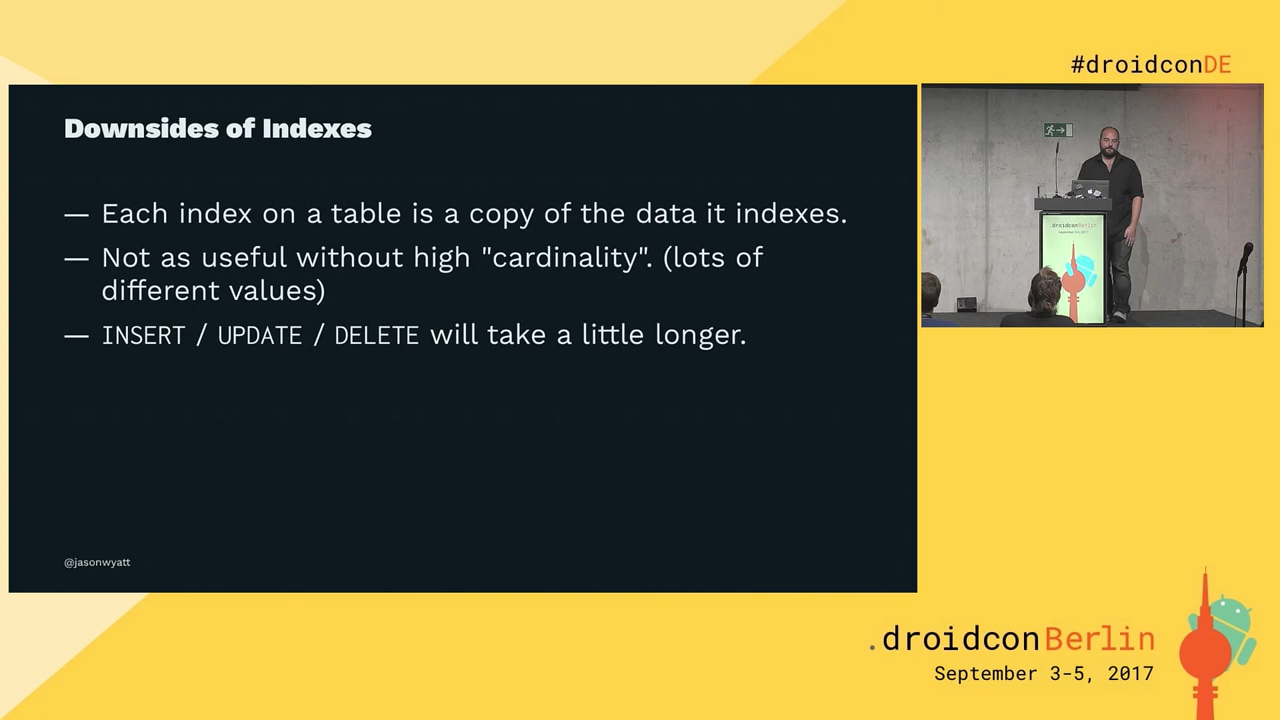 #droidconDE
Downsides of Indexes
— Each index on a table is a copy of the data it indexes.
— Not as useful without high "cardinality". (lots of
different values)
— INSERT / UPDATE / DELETE will take a little longer.
@jasonwyatt
droidconBerlin
.droidconBerlin
September 3-5, 2017